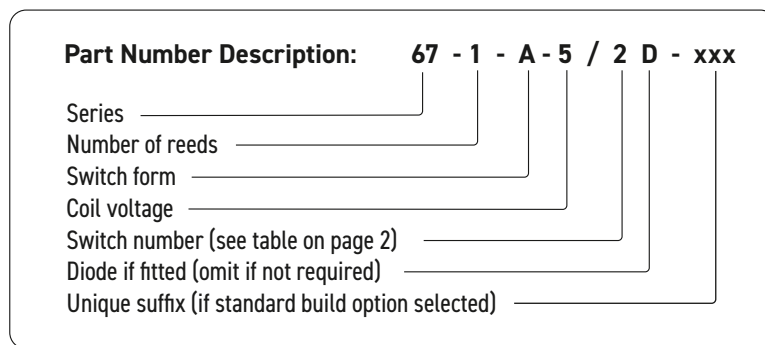 Part Number Description: 67 - 1 - A - 5 / 2 D - xxx
Series
Number of reeds
Switch form
Coil voltage
Switch number (see table on page 2)
Diode if fitted (omit if not required)
Unique suffix (if standard build option selected)